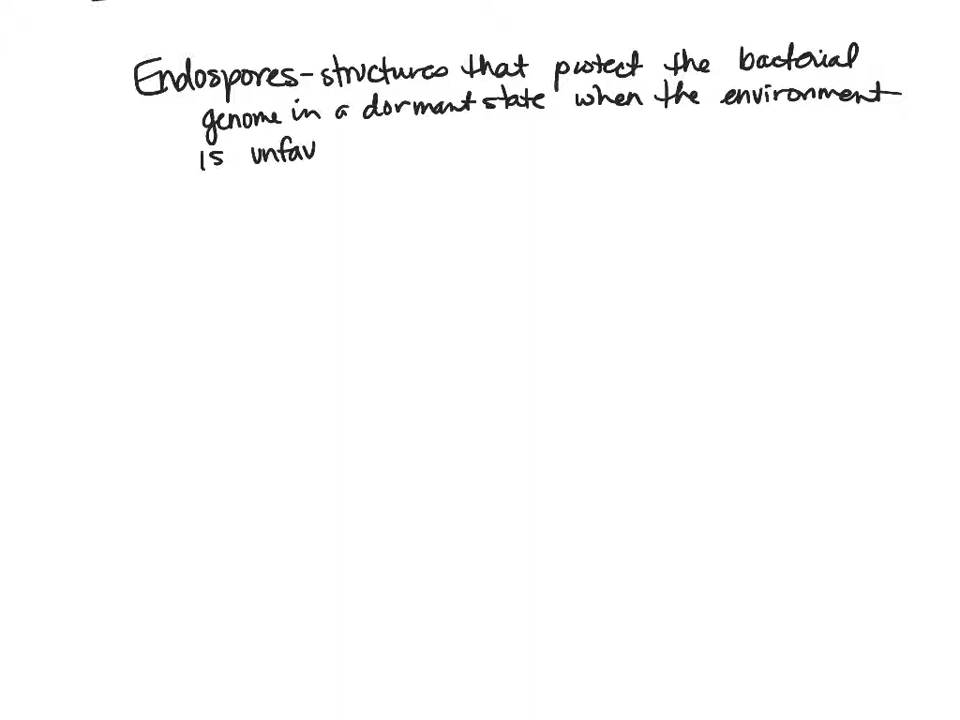 Endospores - structures that protect the bacterial
genome in a dormant state when the environment
is unfav